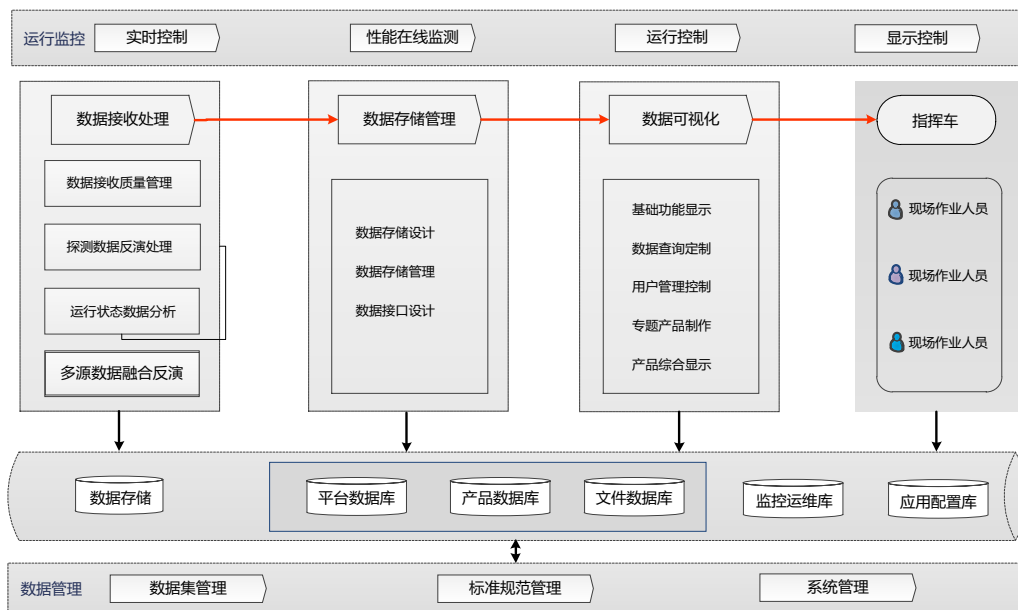 运行监控
实时控制
性能在线监测
运行控制
显示控制
数据接收处理
数据存储管理
数据可视化
指挥车
数据接收质量管理
探测数据反演处理
运行状态数据分析
多源数据融合反演
数据存储设计
数据存储管理
数据接口设计
基础功能显示
数据查询定制
用户管理控制
专题产品制作
产品综合显示
现场作业人员
现场作业人员
现场作业人员
数据存储
平台数据库
产品数据库
文件数据库
监控运维库
应用配置库
数据管理
数据集管理
标准规范管理
系统管理